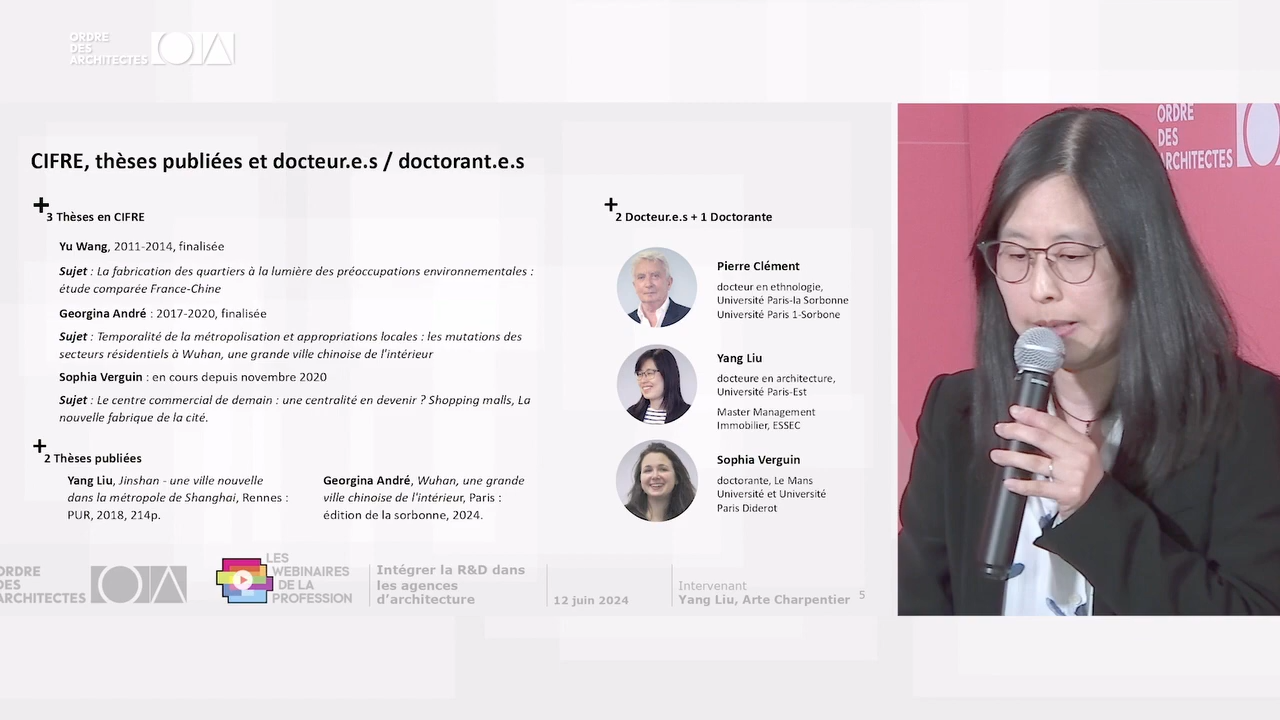 ORDRE
DES
ARCHITECTES
CIFRE, thèses publiées et docteur.e.s / doctorant.e.s
3 Thèses en CIFRE
Yu Wang, 2011-2014, finalisée
Sujet : La fabrication des quartiers à la lumière des préoccupations environnementales :
étude comparée France-Chine
Georgina André : 2017-2020, finalisée
Sujet : Temporalité de la métropolisation et appropriations locales : les mutations des
secteurs résidentiels à Wuhan, une grande ville chinoise de l'intérieur
Sophia Verguin : en cours depuis novembre 2020
Sujet : Le centre commercial de demain : une centralité en devenir ? Shopping malls, La
nouvelle fabrique de la cité.
2 Thèses publiées
Yang Liu, Jinshan - une ville nouvelle
dans la métropole de Shanghai, Rennes :
PUR, 2018, 214p.
Georgina André, Wuhan, une grande
ville chinoise de l'intérieur, Paris :
édition de la sorbonne, 2024.
2 Docteur.e.s + 1 Doctorante
Pierre Clément
docteur en ethnologie,
Université Paris-la Sorbonne
Université Paris 1-Sorbone
Yang Liu
docteure en architecture,
Université Paris-Est
Master Management
Immobilier, ESSEC
Sophia Verguin
doctorante, Le Mans
Université et Université
Paris Diderot
ORDRE
DES
ARCHITECTES
LES
WEBINAIRES
DE LA
PROFESSION
Intégrer la R&D dans
les agences
d'architecture
12 juin 2024
Intervenant
Yang Liu, Arte Charpentier
5
ORDRE
DES
ARCHITECTES